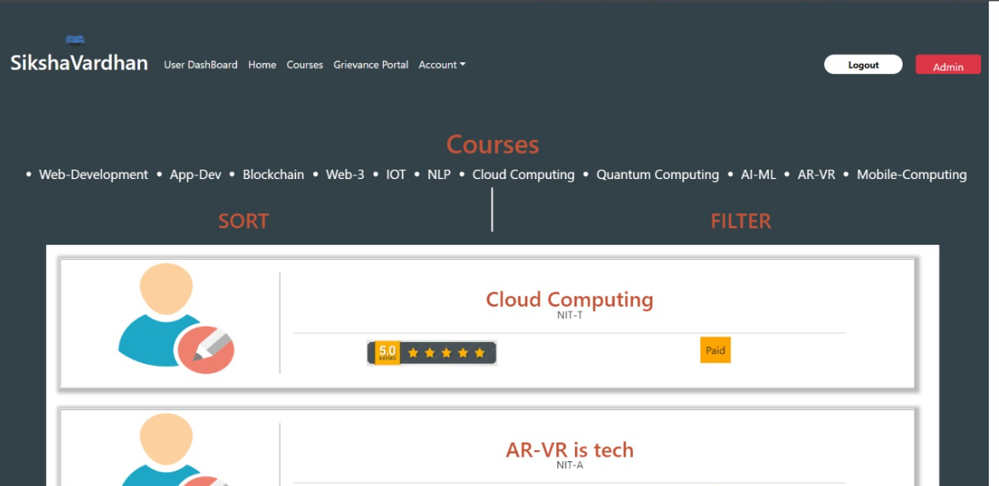 SikshaVardhan User DashBoard Home Courses Grievance Portal Account Logout Admin
Courses
• Web-Development • App-Dev • Blockchain • Web-3 • IOT • NLP • Cloud Computing • Quantum Computing • AI-ML • AR-VR • Mobile-Computing
SORT FILTER
Cloud Computing
NIT-T
5.0 Paid
RATING
AR-VR is tech
NIT-A